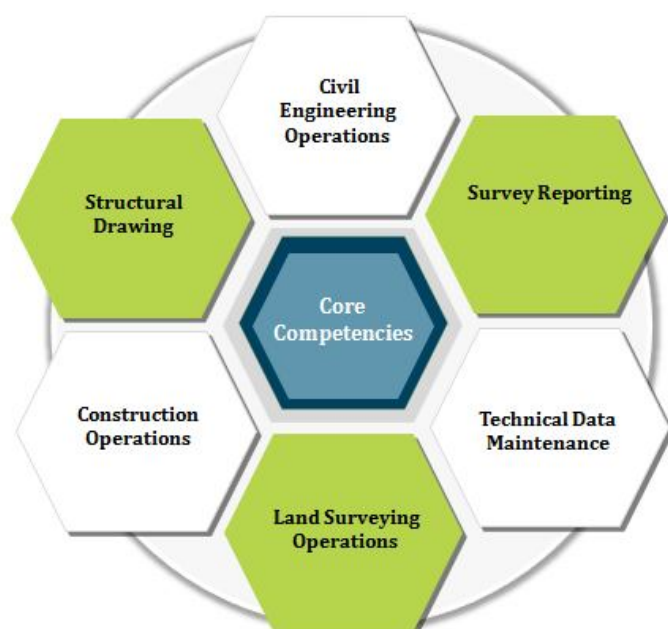 Civil
Engineering
Operations
Structural
Drawing
Survey Reporting
Core
Competencies
Construction
Operations
Technical Data
Maintenance
Land Surveying
Operations